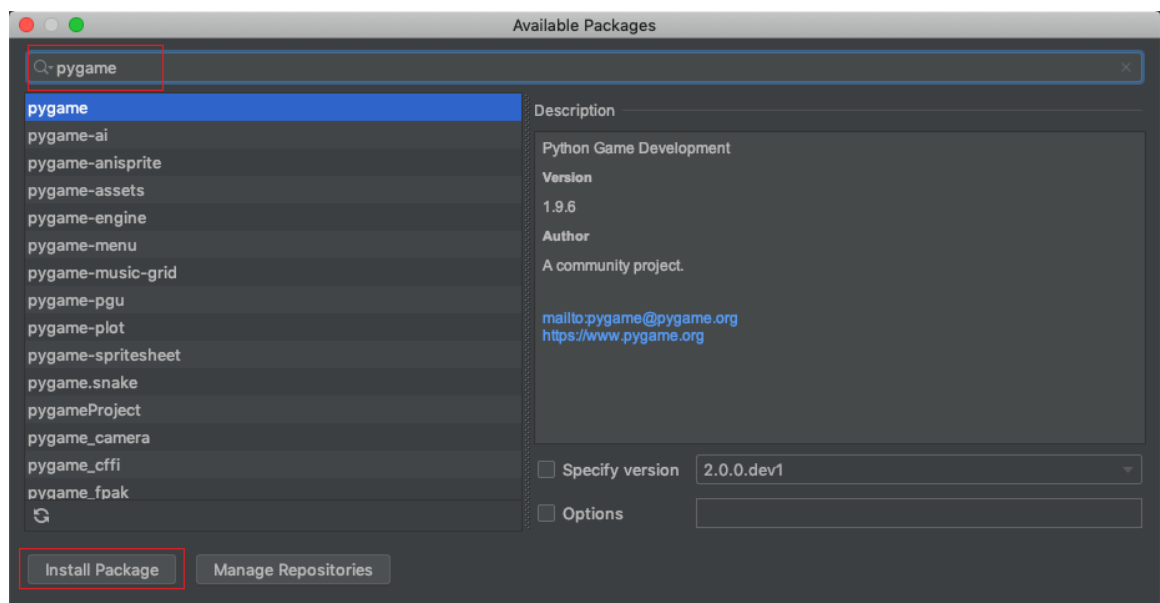 Available Packages
pygame
pygame
pygame-ai
pygame-anisprite
pygame-assets
pygame-engine
pygame-menu
pygame-music-grid
pygame-pgu
pygame-plot
pygame-spritesheet
pygame.snake
pygameProject
pygame_camera
pygame_cffi
pygame_fpak
Description
Python Game Development
Version
1.9.6
Author
A community project.
mailto:pygame@pygame.org
https://www.pygame.org
Specify version 2.0.0.dev1
Options
Install Package Manage Repositories